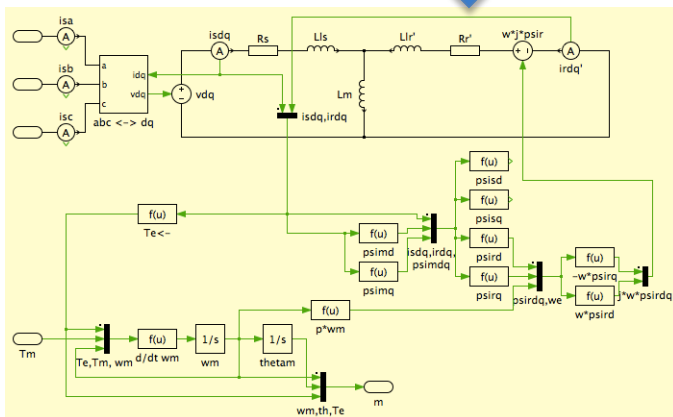 isa
isb
isc
a
b
c
idq
vdq
abc <-> dq
isdq
A
A
A
A
A
Rs
Lls
Llr'
Rr'
w*j*psir
irdq'
vdq
Lm
isdq,irdq
f(u)
psisd
f(u)
psisq
f(u)
Te<-
f(u)
psimd
f(u)
psimq
isdq,irdq,
psimdq
f(u)
psird
f(u)
psirq
psirdq,we
f(u)
-w*psirq
f(u)
w*psird
j*w*psirdq
f(u)
p*wm
Tm
Te,Tm, wm
f(u)
d/dt wm
1/s
wm
1/s
thetam
wm,th,Te
m